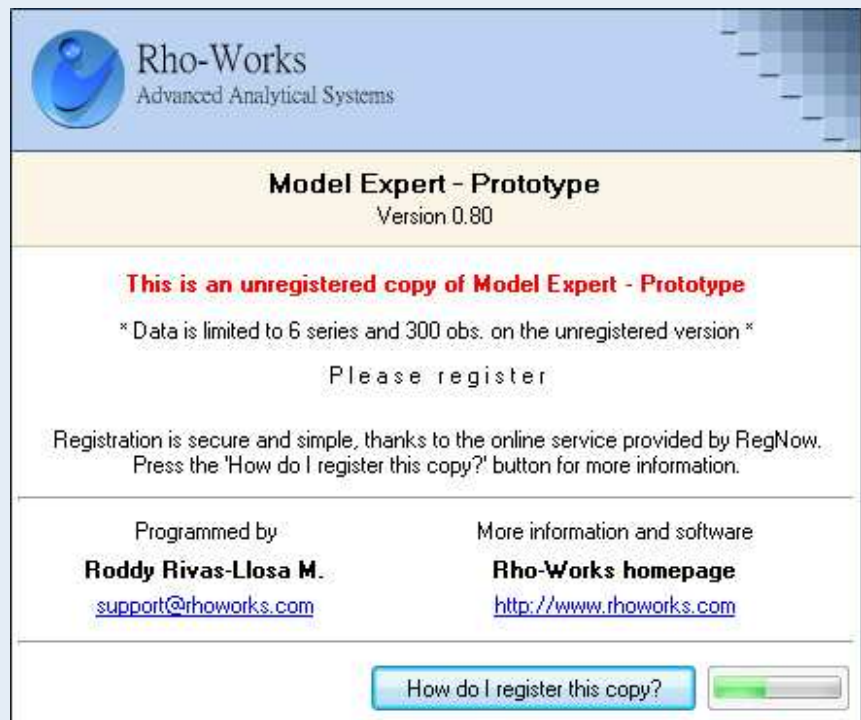 Rho-Works
Advanced Analytical Systems
Model Expert - Prototype
Version 0.80
This is an unregistered copy of Model Expert - Prototype
* Data is limited to 6 series and 300 obs. on the unregistered version *
Please register
Registration is secure and simple, thanks to the online service provided by RegNow.
Press the 'How do I register this copy?' button for more information.
Programmed by
Roddy Rivas-Llosa M.
support@rhoworks.com
More information and software
Rho-Works homepage
http://www.rhoworks.com
How do I register this copy?